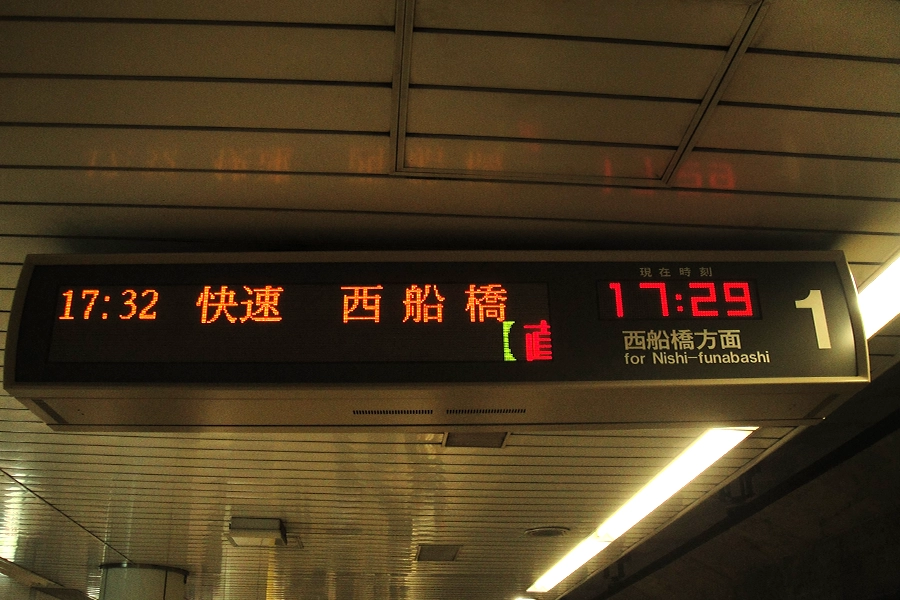 17:32 快速 西船橋
【直
現在時刻
17:29
西船橋方面
for Nishi-funabashi
1